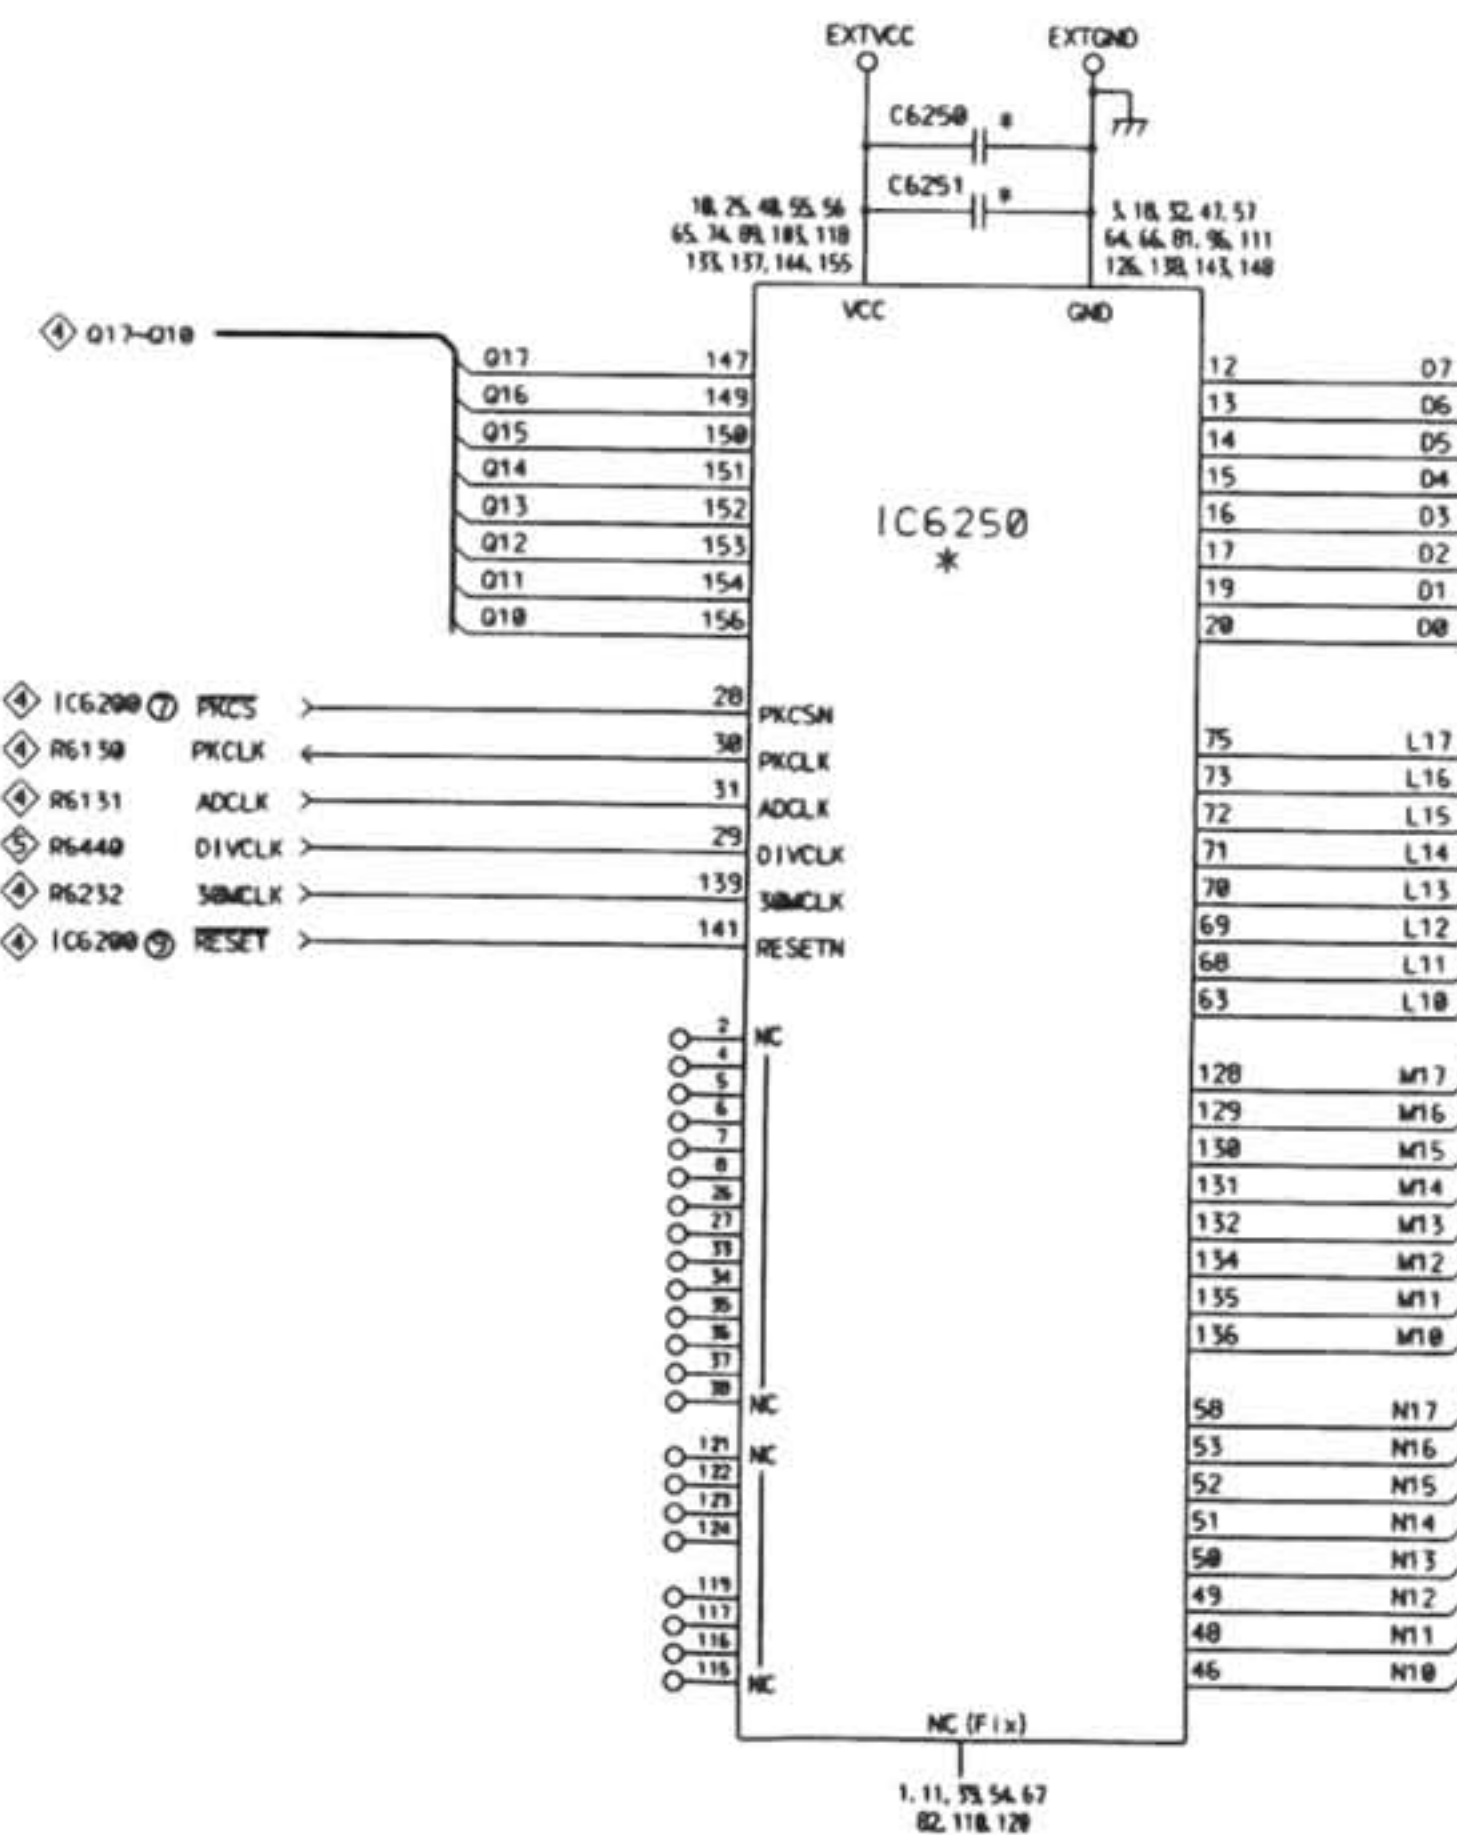 EXTVCC EXTGND
C6250 *
C6251 *
10, 25, 40, 55, 56
65, 74, 89, 103, 118
133, 137, 144, 155
3, 18, 32, 47, 57
64, 66, 81, 96, 111
126, 138, 143, 148
VCC GND
4 Q17~Q10
Q17 147
Q16 149
Q15 150
Q14 151
Q13 152
Q12 153
Q11 154
Q10 156
IC6250
*
12 D7
13 D6
14 D5
15 D4
16 D3
17 D2
19 D1
20 D0
4 IC6200 7 PKCS 28 PKCSN
4 R6130 PKCLK 30 PKCLK
4 R6131 ADCLK 31 ADCLK
5 R6440 DIVCLK 29 DIVCLK
4 R6232 30MCLK 139 30MCLK
4 IC6200 9 RESET 141 RESETN
75 L17
73 L16
72 L15
71 L14
70 L13
69 L12
68 L11
63 L10
2 NC
4
5
6
7
8
26
27
33
34
35
36
37
38 NC
121 NC
122
123
124
119
117
116
115 NC
128 M17
129 M16
130 M15
131 M14
132 M13
134 M12
135 M11
136 M10
58 N17
53 N16
52 N15
51 N14
50 N13
49 N12
48 N11
46 N10
NC (Fix)
1, 11, 39, 54, 67
82, 110, 120